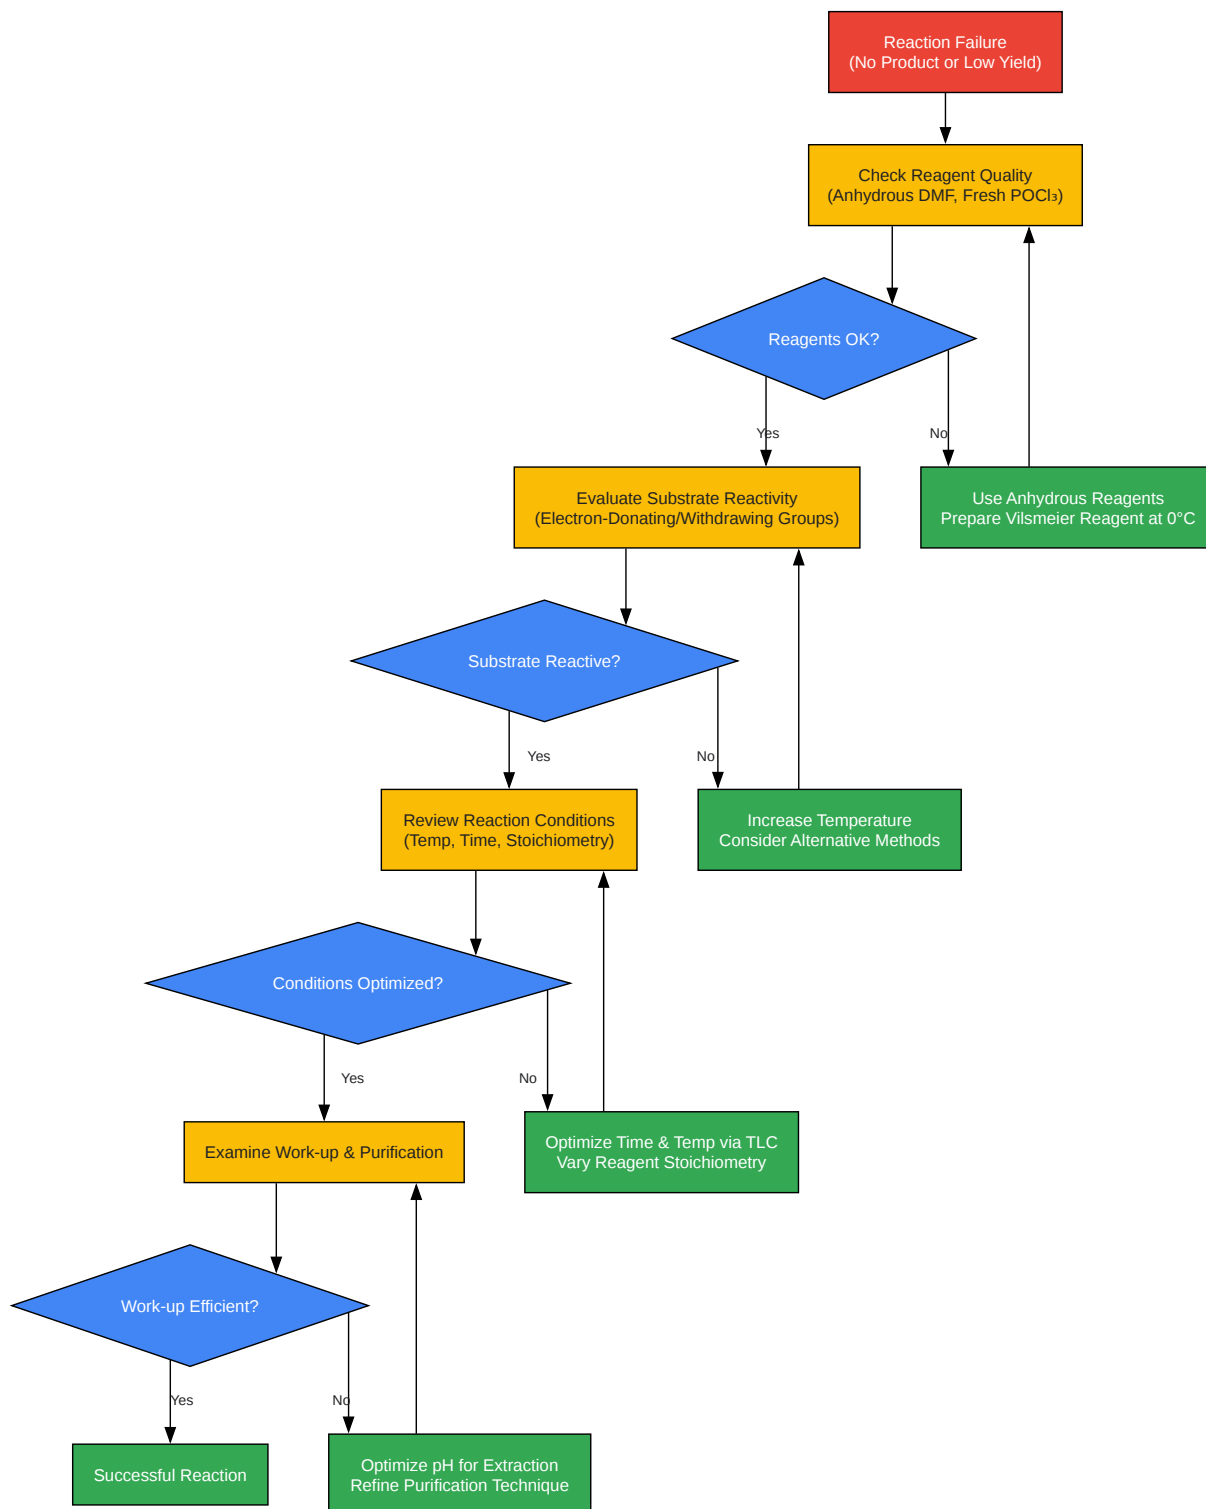 Reaction Failure
(No Product or Low Yield)
Check Reagent Quality
(Anhydrous DMF, Fresh POCl₃)
Reagents OK?
Yes
No
Evaluate Substrate Reactivity
(Electron-Donating/Withdrawing Groups)
Use Anhydrous Reagents
Prepare Vilsmeier Reagent at 0°C
Substrate Reactive?
Yes
No
Review Reaction Conditions
(Temp, Time, Stoichiometry)
Increase Temperature
Consider Alternative Methods
Conditions Optimized?
Yes
No
Examine Work-up & Purification
Optimize Time & Temp via TLC
Vary Reagent Stoichiometry
Work-up Efficient?
Yes
No
Successful Reaction
Optimize pH for Extraction
Refine Purification Technique